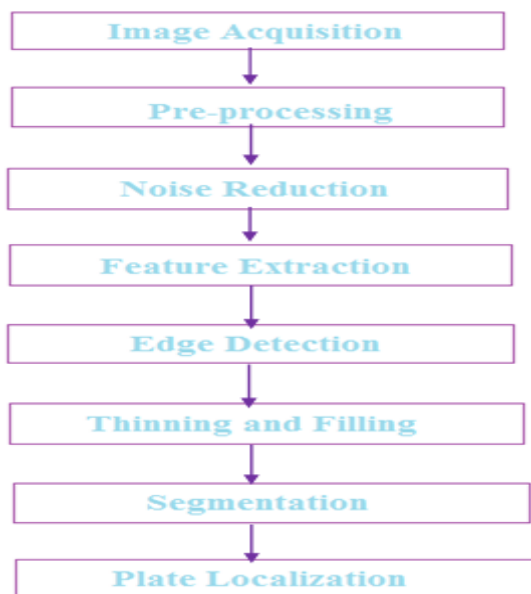 Image Acquisition
Pre-processing
Noise Reduction
Feature Extraction
Edge Detection
Thinning and Filling
Segmentation
Plate Localization